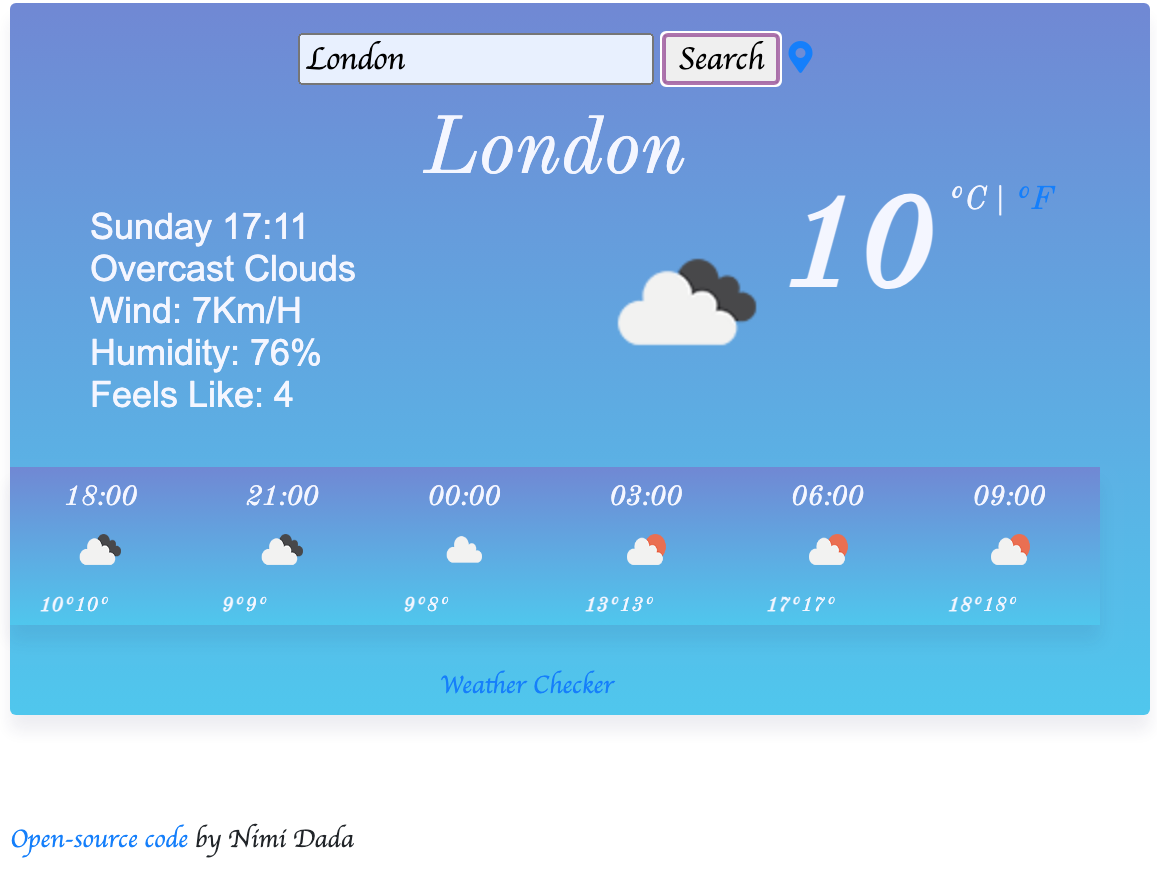 London Search
London
10 °C | °F
Sunday 17:11
Overcast Clouds
Wind: 7Km/H
Humidity: 76%
Feels Like: 4
18:00 21:00 00:00 03:00 06:00 09:00
10°10° 9°9° 9°8° 13°13° 17°17° 18°18°
Weather Checker
Open-source code by Nimi Dada